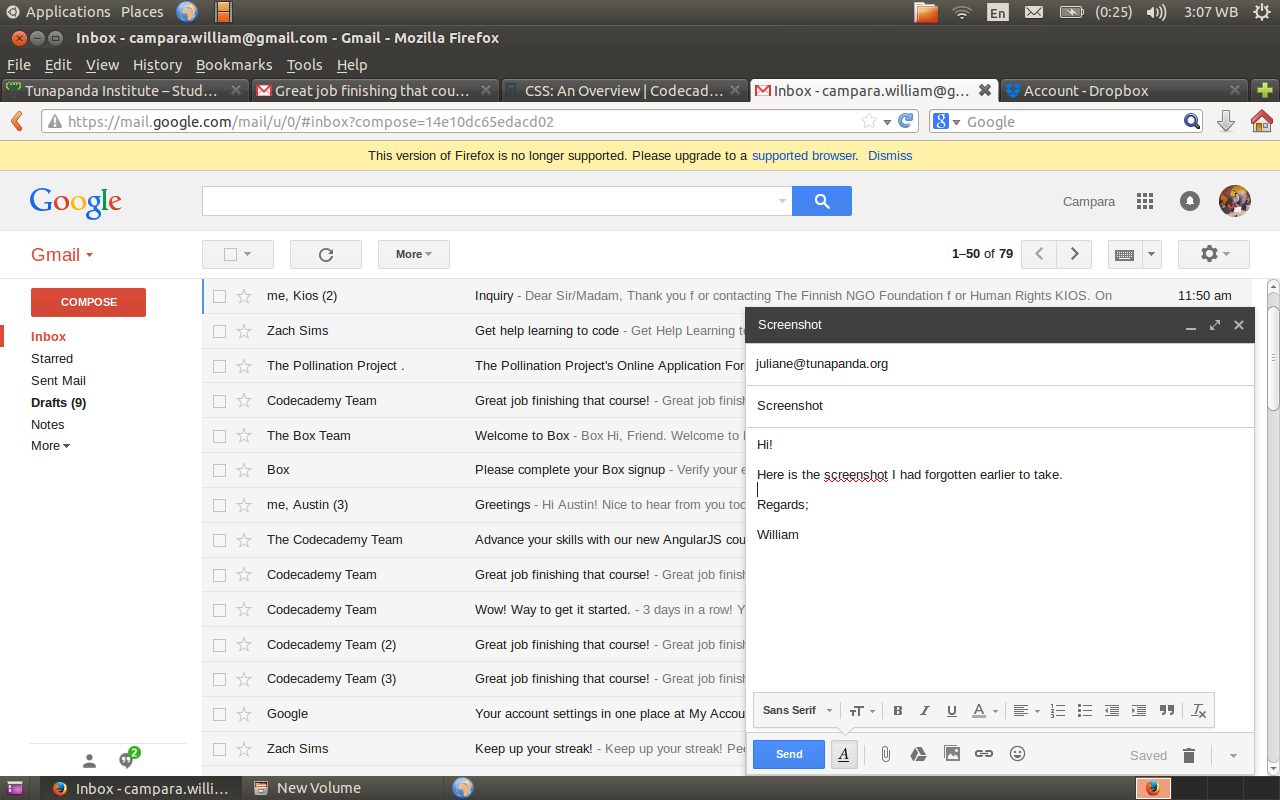 Applications Places En (0:25) 3:07 WB
Inbox - campara.william@gmail.com - Gmail - Mozilla Firefox
File Edit View History Bookmarks Tools Help
Tunapanda Institute – Stud… Great job finishing that cou… CSS: An Overview | Codecad… Inbox - campara.william@g… Account - Dropbox
https://mail.google.com/mail/u/0/#inbox?compose=14e10dc65edacd02 Google
This version of Firefox is no longer supported. Please upgrade to a supported browser. Dismiss
Google Campara
Gmail More 1–50 of 79
COMPOSE
Inbox
Starred
Sent Mail
Drafts (9)
Notes
More
2
me, Kios (2) Inquiry - Dear Sir/Madam, Thank you f or contacting The Finnish NGO Foundation f or Human Rights KIOS. On 11:50 am
Zach Sims Get help learning to code - Get Help Learning t
The Pollination Project . The Pollination Project's Online Application For
Codecademy Team Great job finishing that course! - Great job finish
The Box Team Welcome to Box - Box Hi, Friend. Welcome to
Box Please complete your Box signup - Verify your e
me, Austin (3) Greetings - Hi Austin! Nice to hear from you too
The Codecademy Team Advance your skills with our new AngularJS cou
Codecademy Team Great job finishing that course! - Great job finish
Codecademy Team Wow! Way to get it started. - 3 days in a row! Y
Codecademy Team (2) Great job finishing that course! - Great job finish
Codecademy Team (3) Great job finishing that course! - Great job finish
Google Your account settings in one place at My Accou
Zach Sims Keep up your streak! - Keep up your streak! Pe
Screenshot
juliane@tunapanda.org
Screenshot
Hi!
Here is the screenshot I had forgotten earlier to take.
Regards;
William
Sans Serif B I U A
Send A Saved
Inbox - campara.willi… New Volume